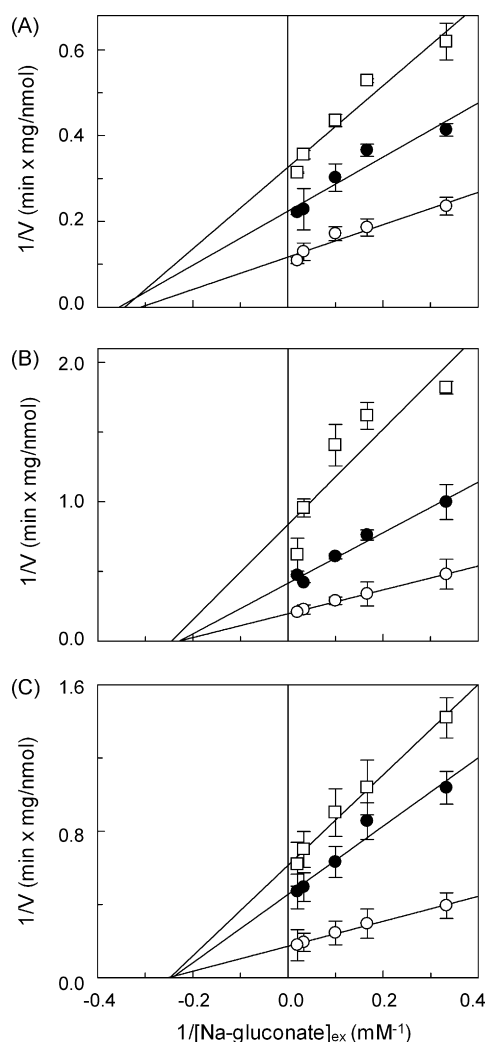 (A)
0.6
0.4
0.2
0.0
1/V (min x mg/nmol)
(B)
2.0
1.0
0.0
1/V (min x mg/nmol)
(C)
1.6
0.8
0.0
1/V (min x mg/nmol)
-0.4 -0.2 0.0 0.2 0.4
1/[Na-gluconate]ex (mM-1)